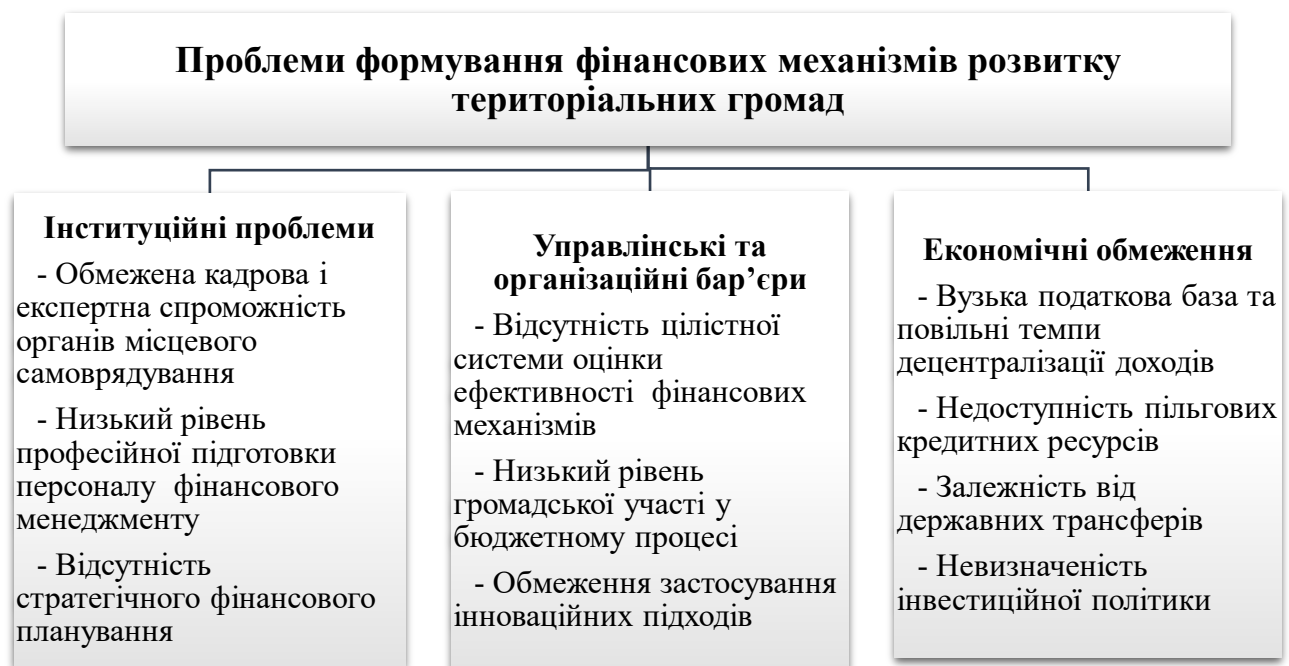 Проблеми формування фінансових механізмів розвитку
територіальних громад
Інституційні проблеми
- Обмежена кадрова і
експертна спроможність
органів місцевого
самоврядування
- Низький рівень
професійної підготовки
персоналу фінансового
менеджменту
- Відсутність
стратегічного фінансового
планування
Управлінські та
організаційні бар’єри
- Відсутність цілістної
системи оцінки
ефективності фінансових
механізмів
- Низький рівень
громадської участі у
бюджетному процесі
- Обмеження застосування
інноваційних підходів
Економічні обмеження
- Вузька податкова база та
повільні темпи
децентралізації доходів
- Недоступність пільгових
кредитних ресурсів
- Залежність від
державних трансферів
- Невизначеність
інвестиційної політики